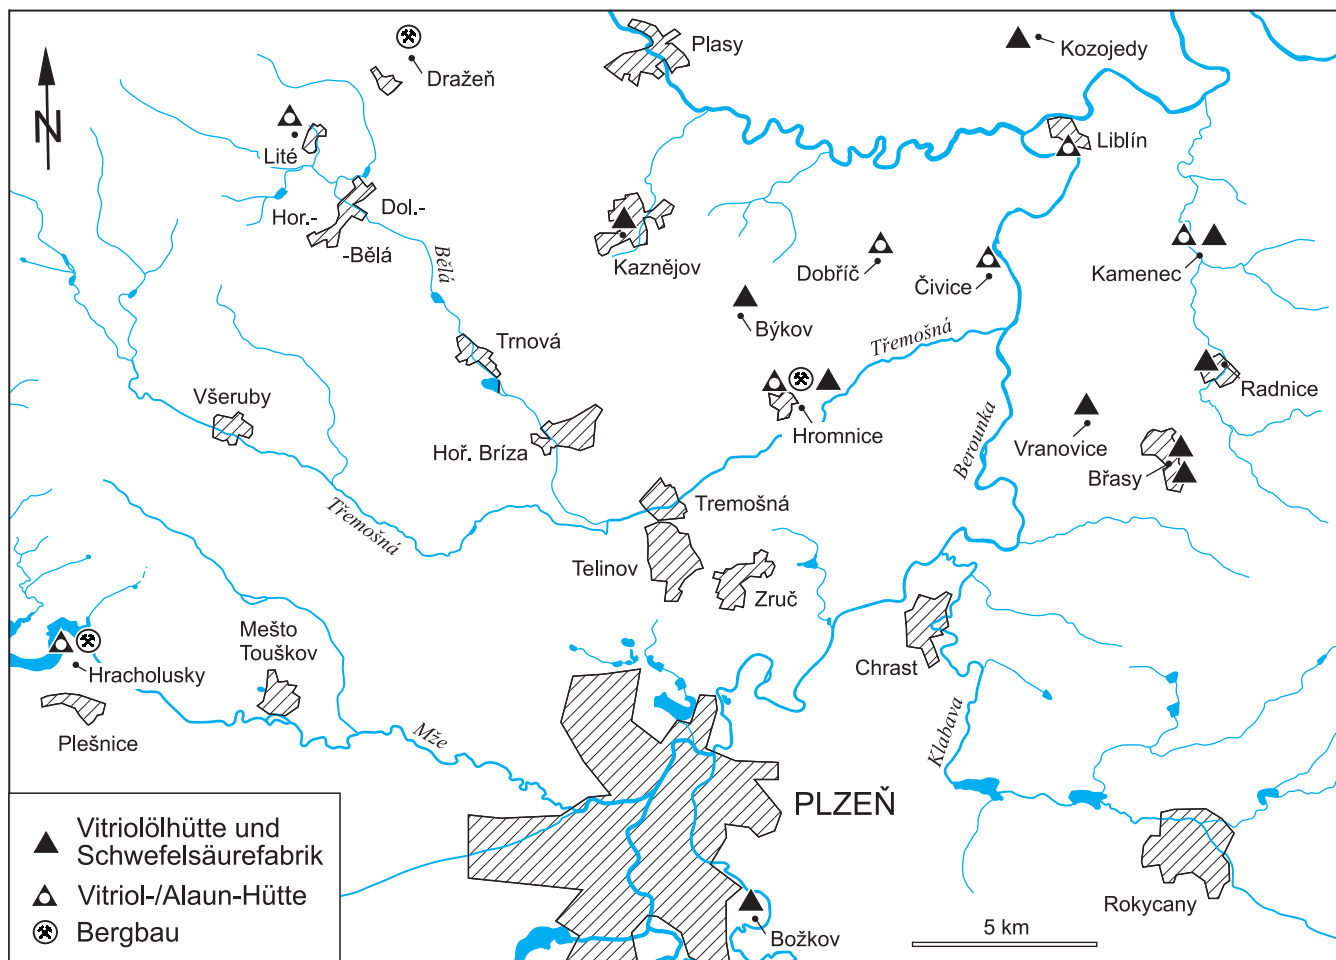 Plasy
Kozojedy
Dražeň
N
Lité
Liblín
Hor.-
Dol.-
-Bělá
Bělá
Kaznějov
Dobříč
Čivice
Kamenec
Býkov
Třemošná
Trnová
Všeruby
Radnice
Hoř. Bríza
Hromnice
Berounka
Vranovice
Břasy
Třemošná
Tremošná
Telinov
Zruč
Mešto
Touškov
Hracholusky
Chrast
Plešnice
Mže
Klabava
PLZEŇ
Vitriolölhütte und
Schwefelsäurefabrik
Vitriol-/Alaun-Hütte
Bergbau
Božkov
Rokycany
5 km